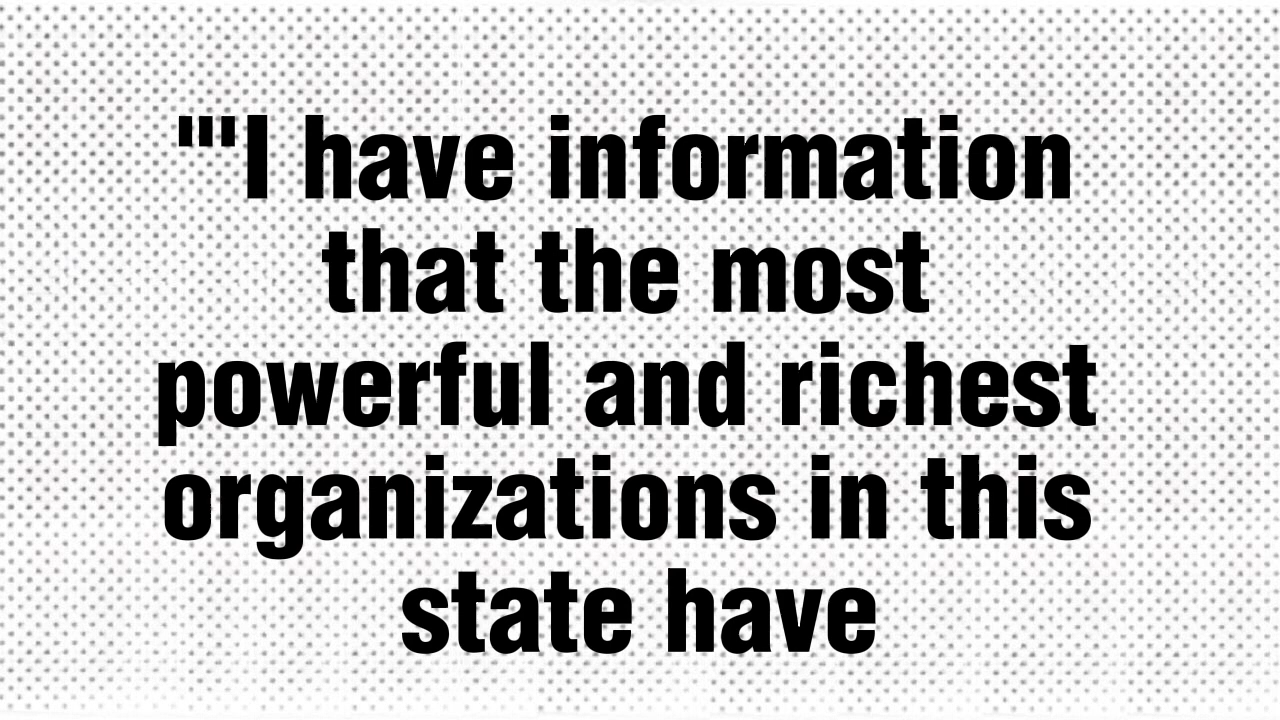 "'I have information
that the most
powerful and richest
organizations in this
state have